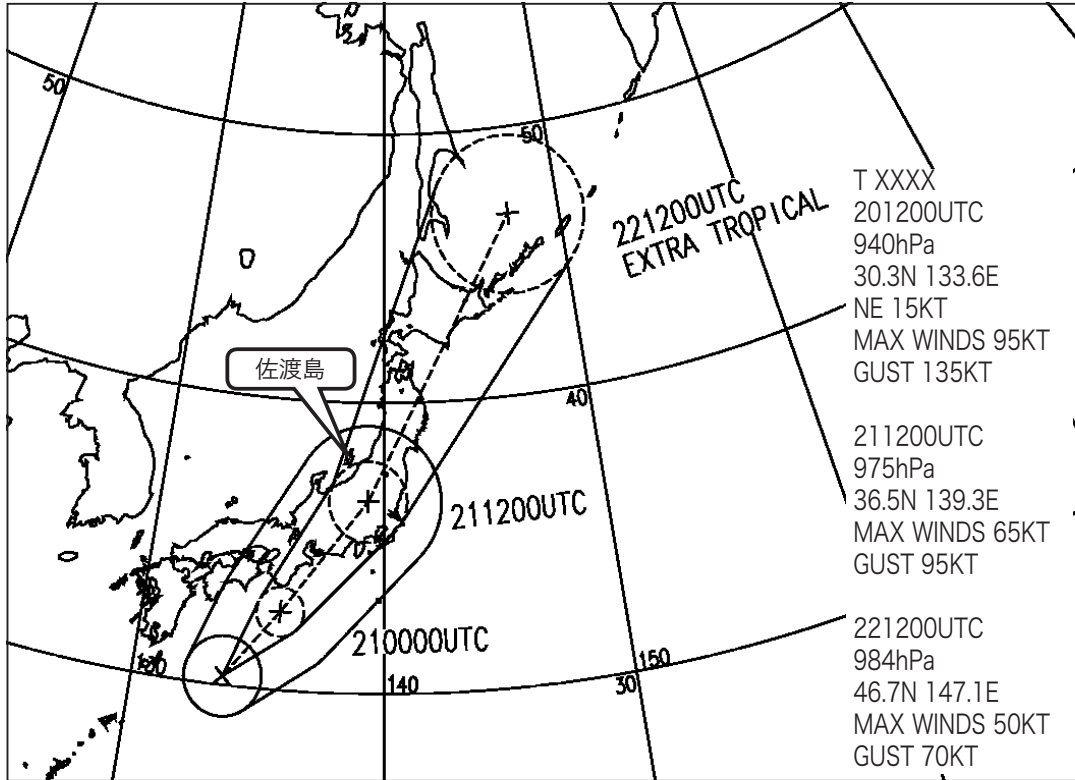 50
50
221200UTC
EXTRA TROPICAL
佐渡島
40
211200UTC
210000UTC
130
140
30
150
T XXXX
201200UTC
940hPa
30.3N 133.6E
NE 15KT
MAX WINDS 95KT
GUST 135KT
211200UTC
975hPa
36.5N 139.3E
MAX WINDS 65KT
GUST 95KT
221200UTC
984hPa
46.7N 147.1E
MAX WINDS 50KT
GUST 70KT